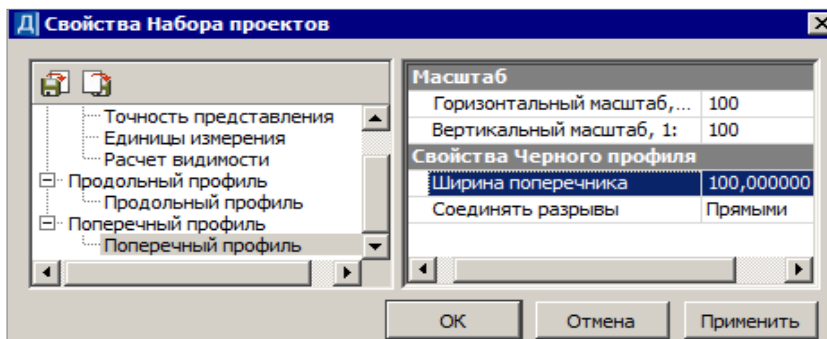 Д Свойства Набора проектов
Точность представления
Единицы измерения
Расчет видимости
Продольный профиль
Продольный профиль
Поперечный профиль
Поперечный профиль
Масштаб
Горизонтальный масштаб,... 100
Вертикальный масштаб, 1: 100
Свойства Черного профиля
Ширина поперечника 100,000000
Соединять разрывы Прямыми
ОК Отмена Применить